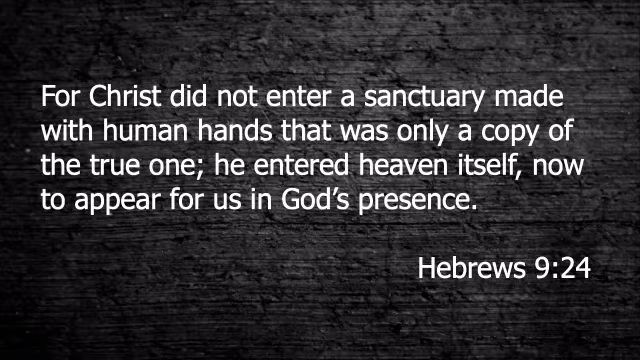 For Christ did not enter a sanctuary made
with human hands that was only a copy of
the true one; he entered heaven itself, now
to appear for us in God’s presence.
Hebrews 9:24